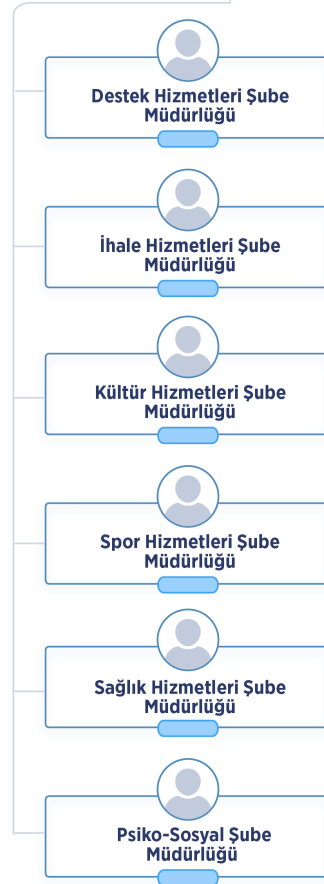 Destek Hizmetleri Şube
Müdürlüğü
İhale Hizmetleri Şube
Müdürlüğü
Kültür Hizmetleri Şube
Müdürlüğü
Spor Hizmetleri Şube
Müdürlüğü
Sağlık Hizmetleri Şube
Müdürlüğü
Psiko-Sosyal Şube
Müdürlüğü